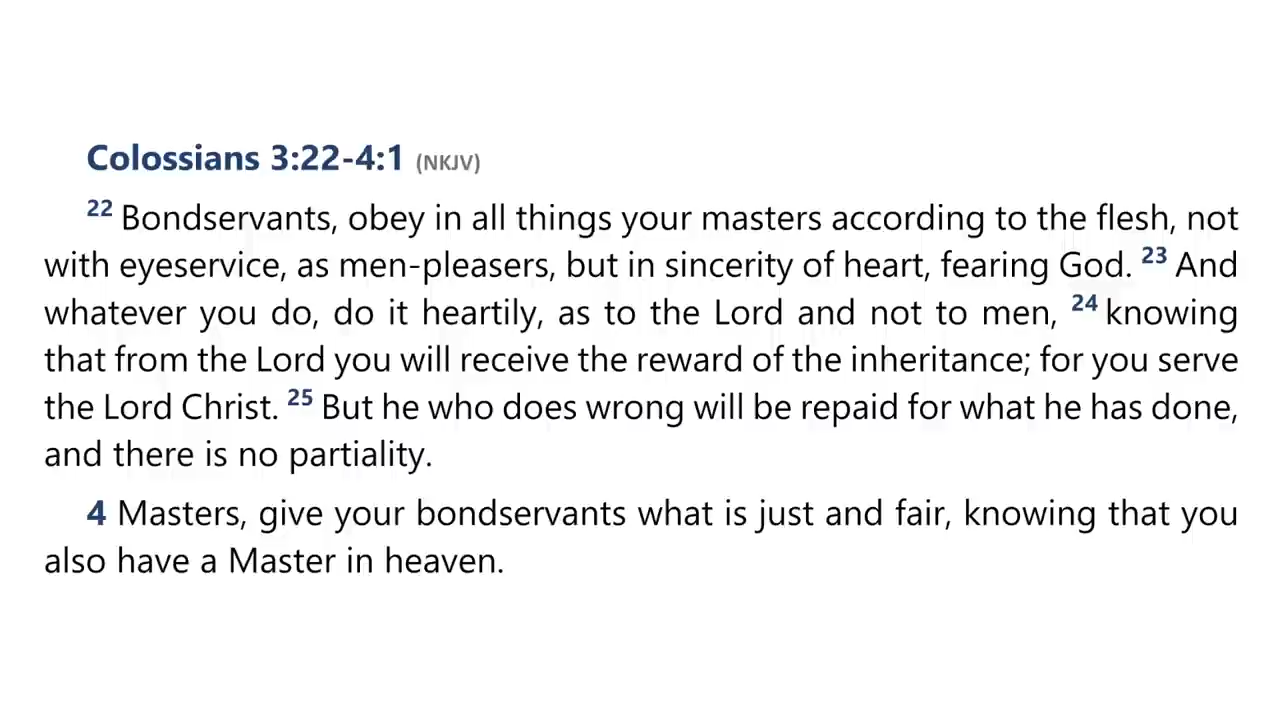 Colossians 3:22-4:1 (NKJV)
22 Bondservants, obey in all things your masters according to the flesh, not
with eyeservice, as men-pleasers, but in sincerity of heart, fearing God. 23 And
whatever you do, do it heartily, as to the Lord and not to men, 24 knowing
that from the Lord you will receive the reward of the inheritance; for you serve
the Lord Christ. 25 But he who does wrong will be repaid for what he has done,
and there is no partiality.
4 Masters, give your bondservants what is just and fair, knowing that you
also have a Master in heaven.